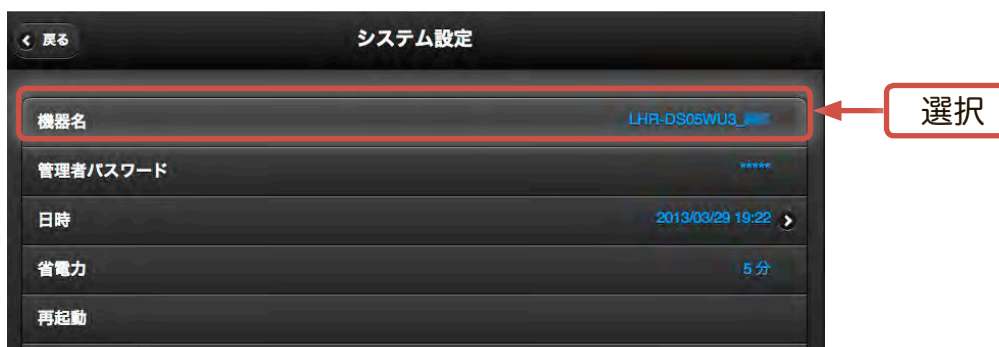 戻る
システム設定
機器名 LHR-DS05WU3_
選択
管理者パスワード *****
日時 2013/03/29 19:22
省電力 5 分
再起動